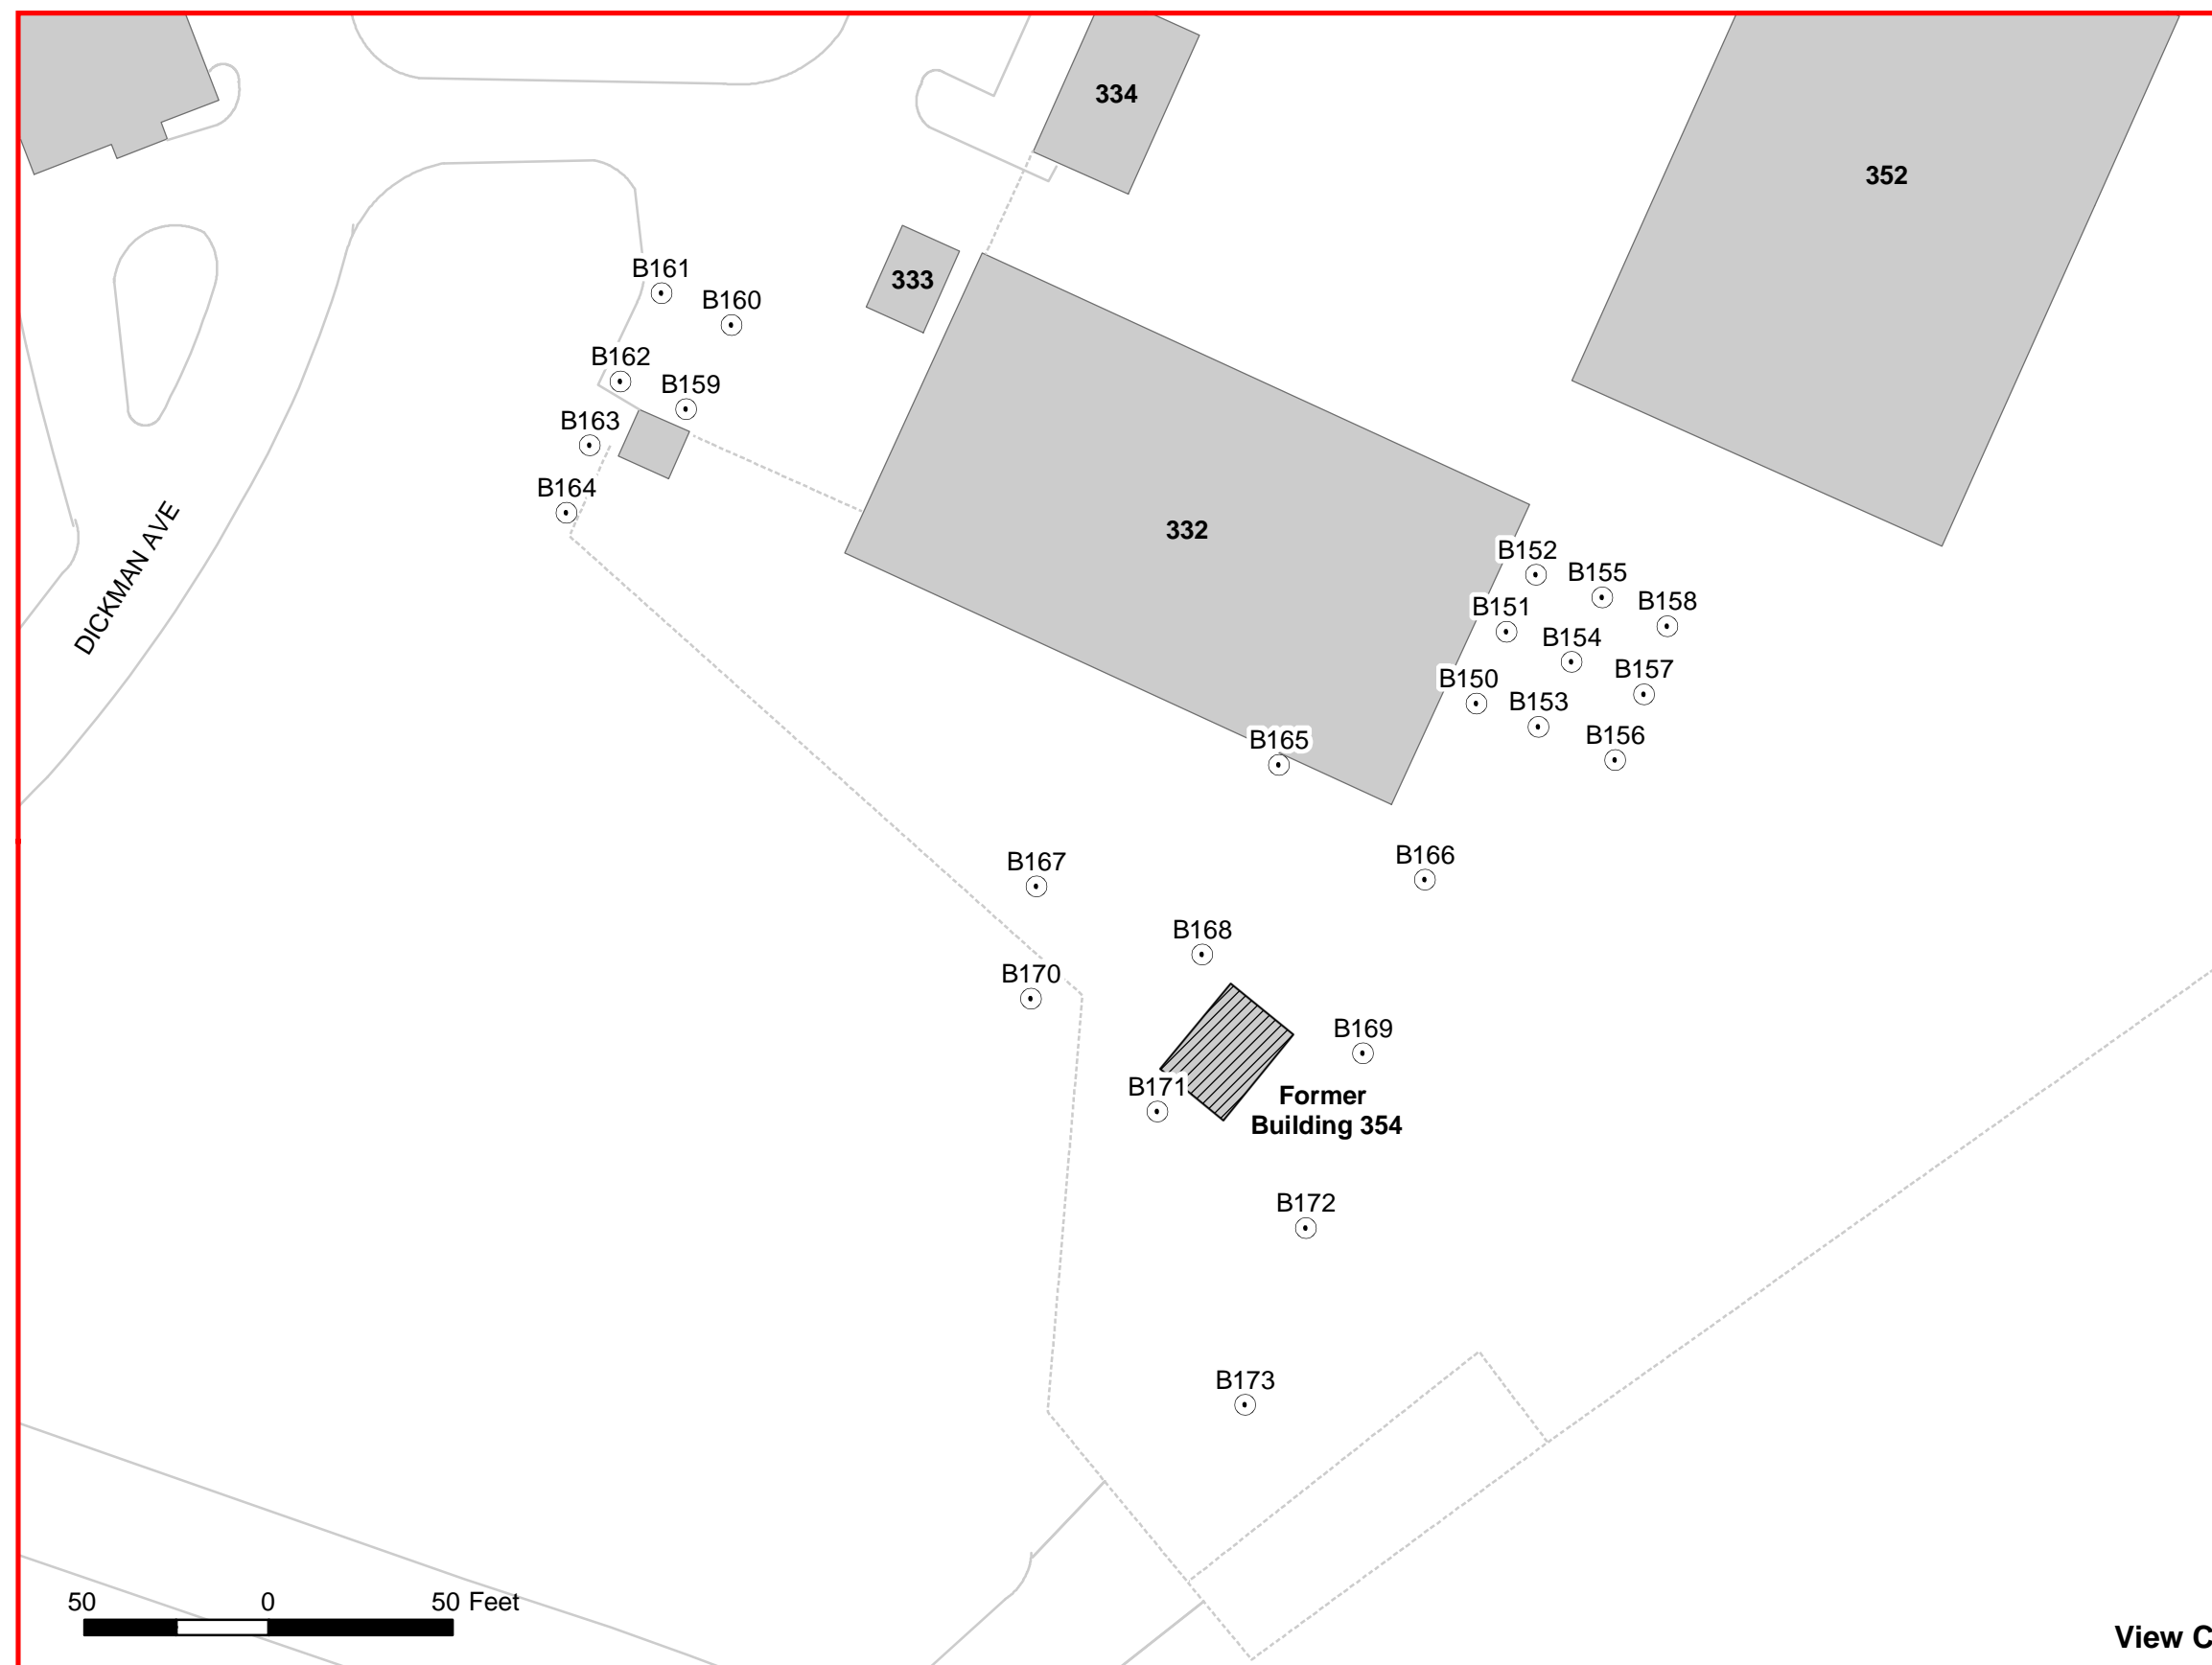 334
352
B161
333
B160
B162
B159
B163
B164
DICKMAN AVE
332
B152
B155
B158
B151
B154
B157
B150
B153
B156
B165
B167
B166
B168
B170
B169
B171
Former
Building 354
B172
B173
50 0 50 Feet
View C